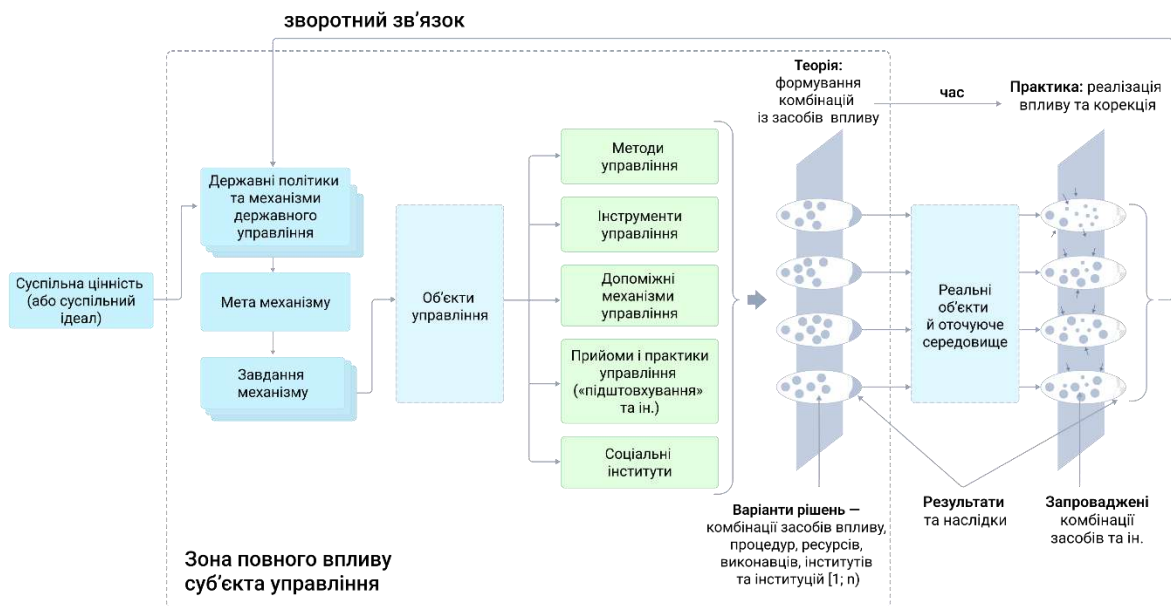 зворотний зв’язок
Суспільна цінність
(або суспільний
ідеал)
Державні політики
та механізми
державного
управління
Мета механізму
Завдання
механізму
Об’єкти
управління
Методи
управління
Інструменти
управління
Допоміжні
механізми
управління
Прийоми і практики
управління
(«підштовхування»
та ін.)
Соціальні
інститути
Теорія:
формування
комбінацій
із засобів впливу
час
Практика: реалізація
впливу та корекція
Реальні
об’єкти
й оточуюче
середовище
Варіанти рішень —
комбінації засобів впливу,
процедур, ресурсів,
виконавців, інститутів
та інституцій [1; n)
Результати
та наслідки
Запроваджені
комбінації
засобів та ін.
Зона повного впливу
суб’єкта управління